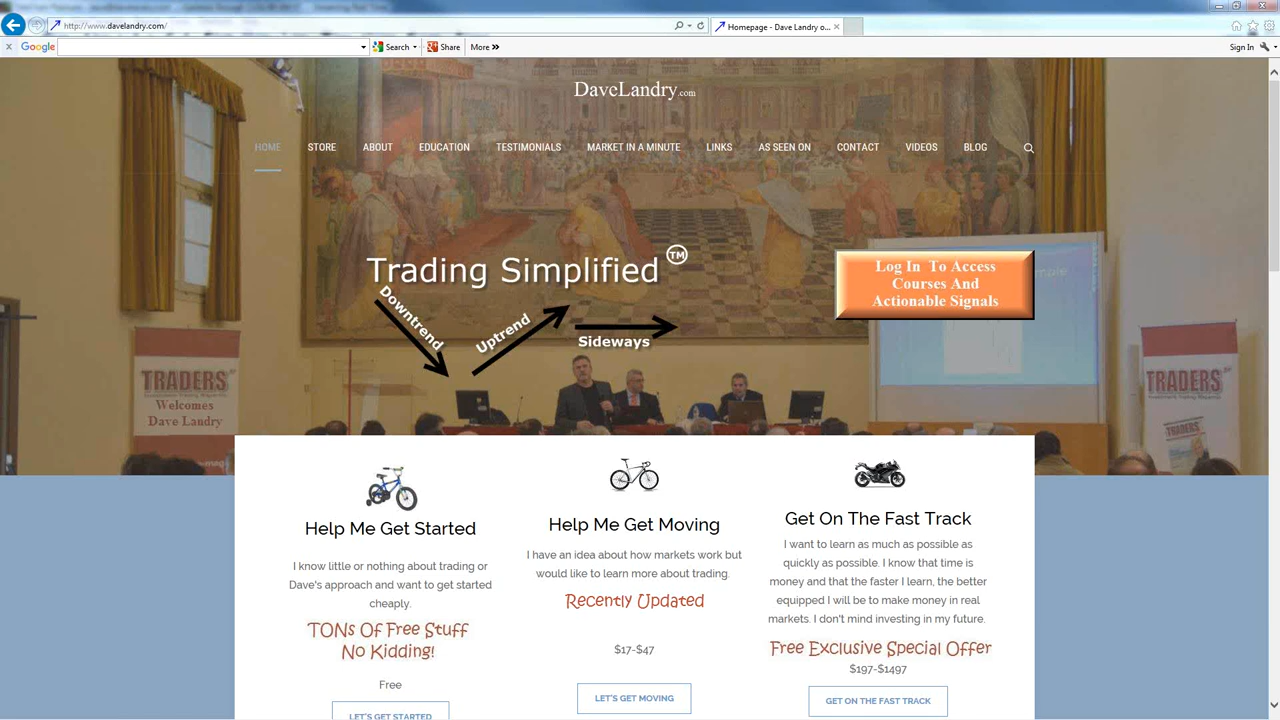 http://www.davelandry.com/
Homepage - Dave Landry o...
Google
Search
Share
More
Sign In
DaveLandry.com
HOME
STORE
ABOUT
EDUCATION
TESTIMONIALS
MARKET IN A MINUTE
LINKS
AS SEEN ON
CONTACT
VIDEOS
BLOG
Trading Simplified TM
Downtrend
Uptrend
Sideways
Log In To Access
Courses And
Actionable Signals
TRADERS'
Welcomes
Dave Landry
TRADERS'
TRADERS'
Help Me Get Started
I know little or nothing about trading or
Dave's approach and want to get started
cheaply.
TONs Of Free Stuff
No Kidding!
Free
LET'S GET STARTED
Help Me Get Moving
I have an idea about how markets work but
would like to learn more about trading.
Recently Updated
$17-$47
LET'S GET MOVING
Get On The Fast Track
I want to learn as much as possible as
quickly as possible. I know that time is
money and that the faster I learn, the better
equipped I will be to make money in real
markets. I don't mind investing in my future.
Free Exclusive Special Offer
$197-$1497
GET ON THE FAST TRACK